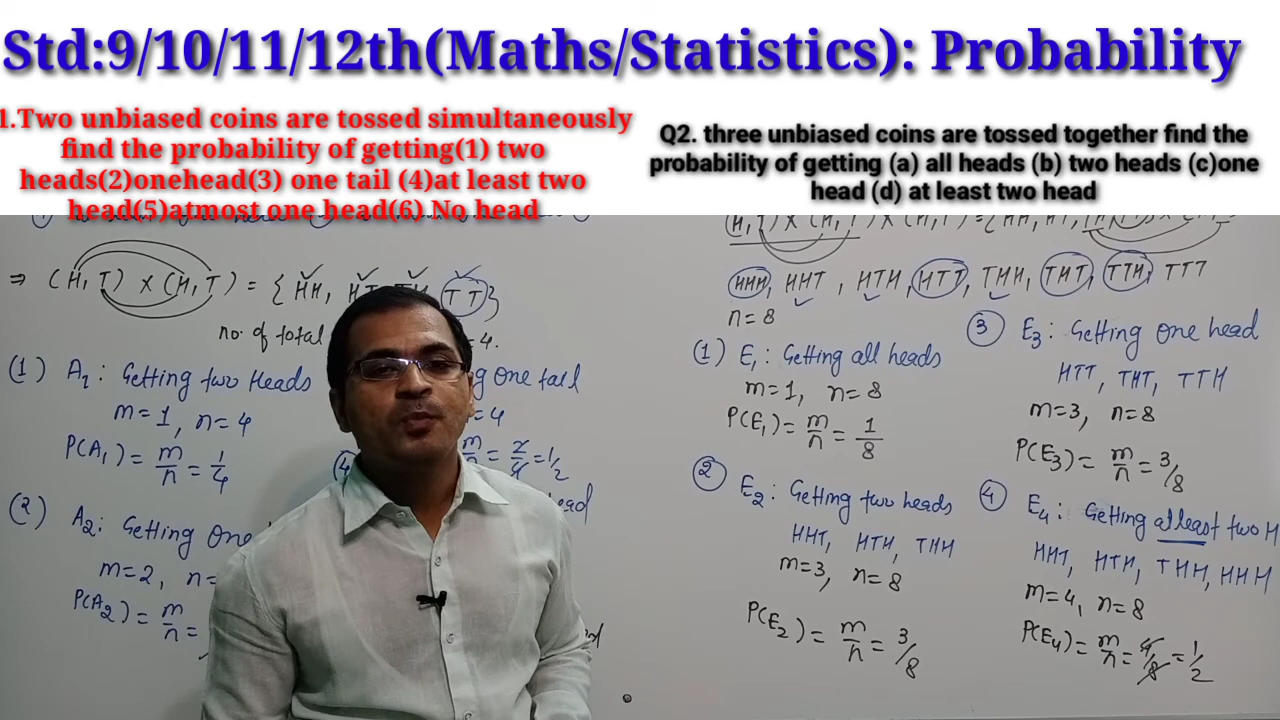 Std:9/10/11/12th(Maths/Statistics): Probability
1.Two unbiased coins are tossed simultaneously
find the probability of getting(1) two
heads(2)onehead(3) one tail (4)at least two
head(5)atmost one head(6) No head
Q2. three unbiased coins are tossed together find the
probability of getting (a) all heads (b) two heads (c)one
head (d) at least two head
⇒ (H, T) × (H, T) = { HH, HT, TH, TT }
no. of total = 4.
(1) A₁: Getting two Heads
m=1, n=4
P(A₁) = m/n = 1/4
(2) A₂: Getting One
m=2, n=
P(A₂) = m/n =
One tail
= 4
m/n = 2/4 = 1/2
(4)
head
(H, T) × (H, T) × (H, T) = { HH, HT,
HHH, HHT, HTH, HTT, THH, THT, TTH, TTT
n=8
(1) E₁: Getting all heads
m=1, n=8
P(E₁) = m/n = 1/8
(2) E₂: Getting two heads
HHT, HTH, THH
m=3, n=8
P(E₂) = m/n = 3/8
(3) E₃: Getting One head
HTT, THT, TTH
m=3, n=8
P(E₃) = m/n = 3/8
(4) E₄: Getting atleast two H
HHT, HTH, THH, HHH
m=4, n=8
P(E₄) = m/n = 4/8 = 1/2